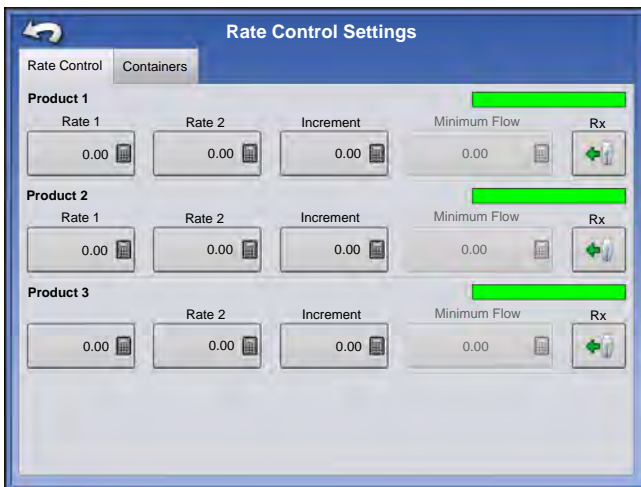 Rate Control Settings
Rate Control Containers
Product 1
Rate 1 Rate 2 Increment Minimum Flow Rx
0.00 0.00 0.00 0.00
Product 2
Rate 1 Rate 2 Increment Minimum Flow Rx
0.00 0.00 0.00 0.00
Product 3
Rate 2 Increment Minimum Flow Rx
0.00 0.00 0.00 0.00